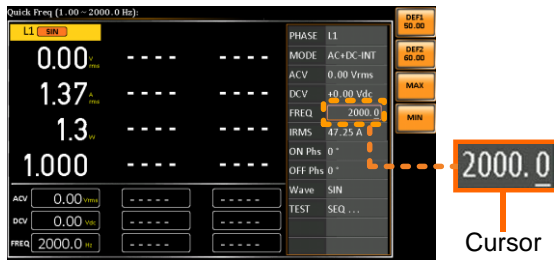 Quick Freq (1.00 ~ 2000.0 Hz):
L1 SIN
0.00 V rms
- - - -
- - - -
1.37 A rms
- - - -
- - - -
1.3 W
- - - -
- - - -
1.000
- - - -
- - - -
ACV 0.00 Vrms
- - - - -
- - - - -
DCV 0.00 Vdc
- - - - -
- - - - -
FREQ 2000.0 Hz
- - - - -
- - - - -
PHASE L1
MODE AC+DC-INT
ACV 0.00 Vrms
DCV +0.00 Vdc
FREQ 2000.0
IRMS 47.25 A
ON Phs 0 °
OFF Phs 0 °
Wave SIN
TEST SEQ ...
DEF1
50.00
DEF2
60.00
MAX
MIN
2000.0
Cursor